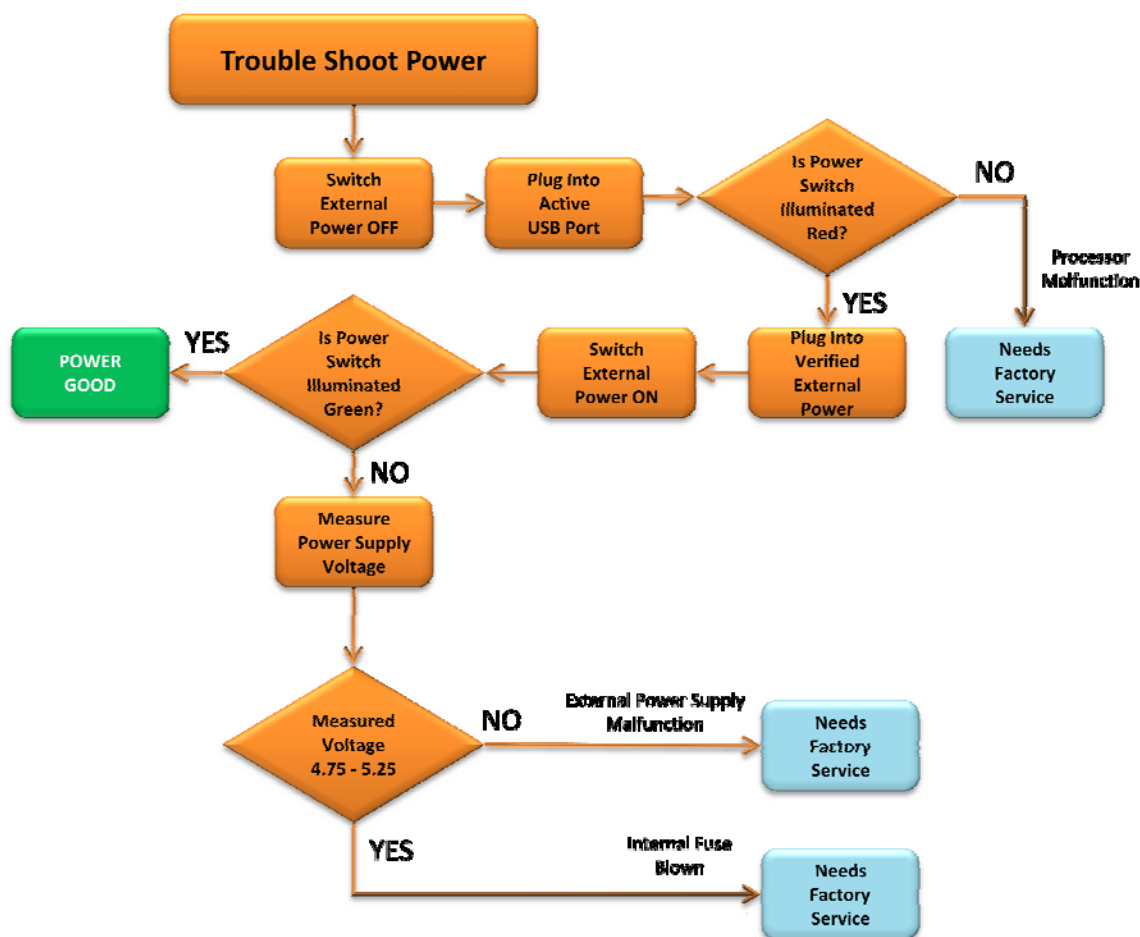 Trouble Shoot Power
Switch
External
Power OFF
Plug Into
Active
USB Port
Is Power
Switch
Illuminated
Red?
NO
Processor
Malfunction
Needs
Factory
Service
YES
Plug Into
Verified
External
Power
Switch
External
Power ON
Is Power
Switch
Illuminated
Green?
YES
POWER
GOOD
NO
Measure
Power Supply
Voltage
Measured
Voltage
4.75 - 5.25
NO
External Power Supply
Malfunction
Needs
Factory
Service
YES
Internal Fuse
Blown
Needs
Factory
Service